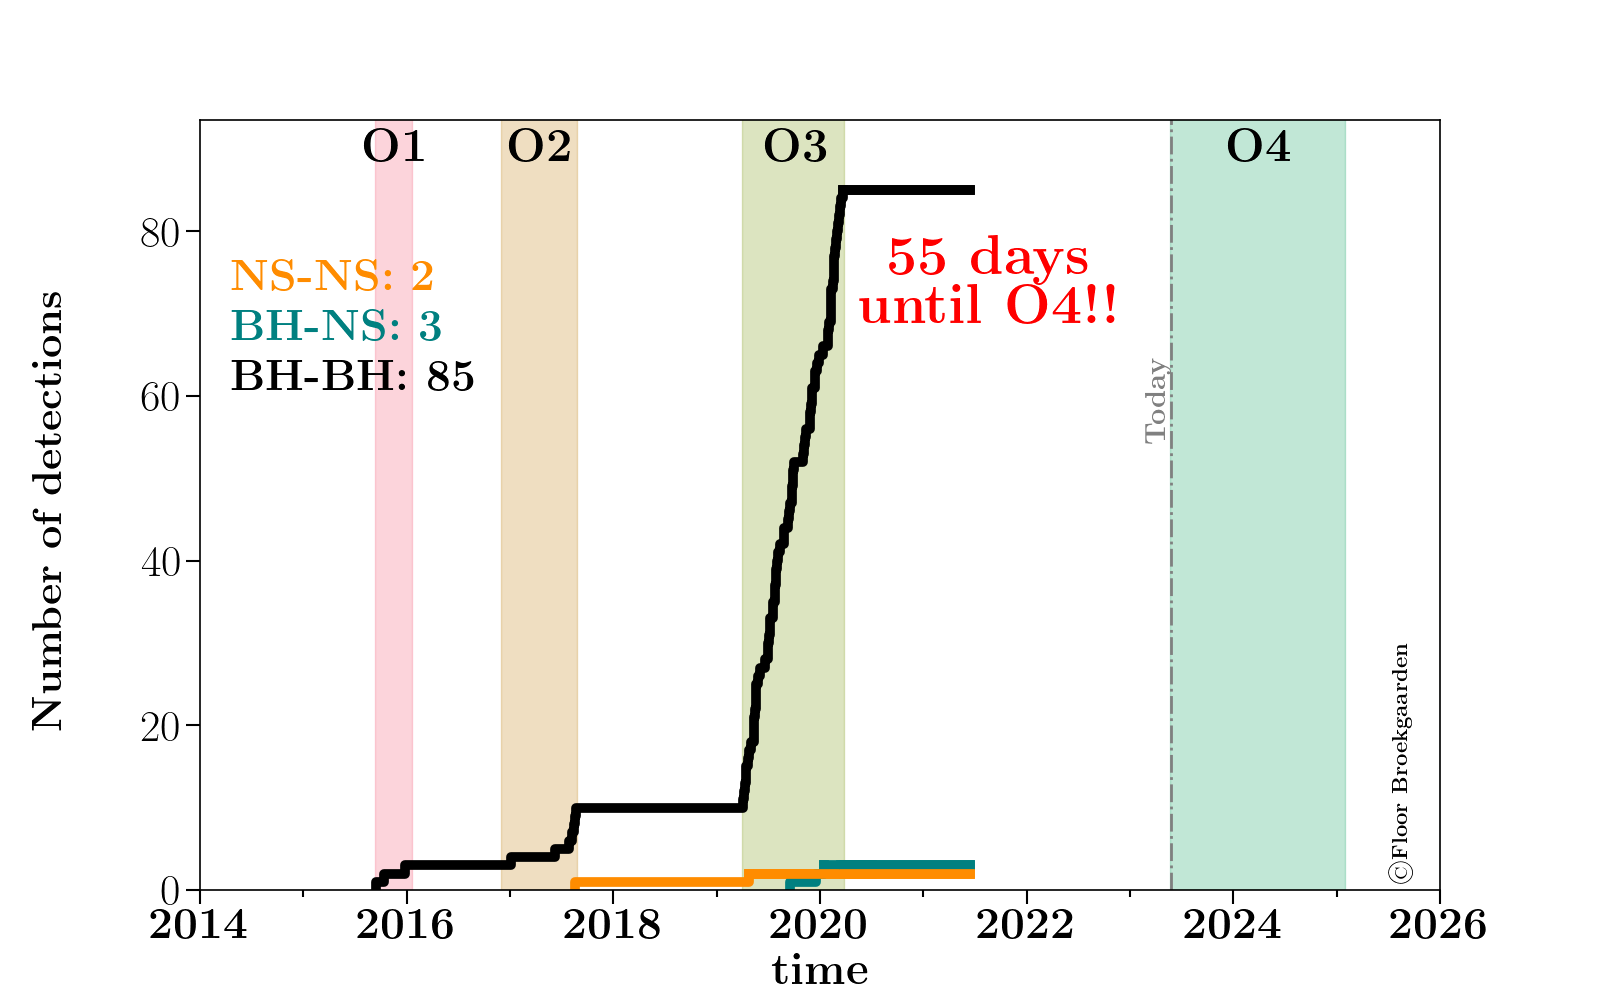 O1 O2 O3 O4
80
60
40
20
0
Number of detections
NS-NS: 2
BH-NS: 3
BH-BH: 85
55 days
until O4!!
Today
©Floor Broekgaarden
2014 2016 2018 2020 2022 2024 2026
time